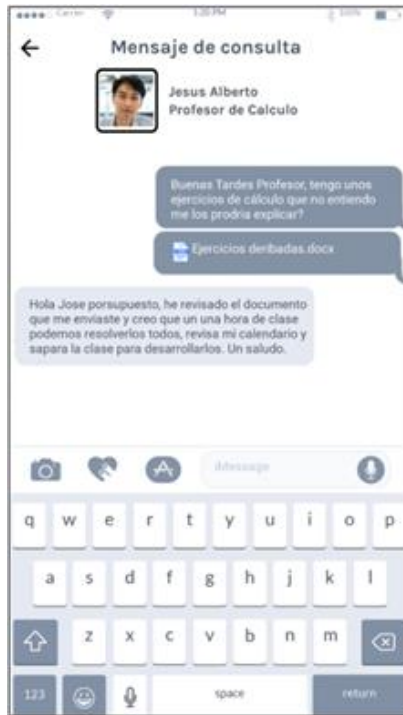 Carrier 1:20 PM 100%
Mensaje de consulta
Jesus Alberto
Profesor de Calculo
Buenas Tardes Profesor, tengo unos
ejercicios de cálculo que no entiendo
me los prodria explicar?
Ejercicios deribadas.docx
Hola Jose porsupuesto, he revisado el documento
que me enviaste y creo que un una hora de clase
podemos resolverlos todos, revisa mi calendario y
sapara la clase para desarrollarlos. Un saludo.
iMessage
q w e r t y u i o p
a s d f g h j k l
z x c v b n m
123 space return